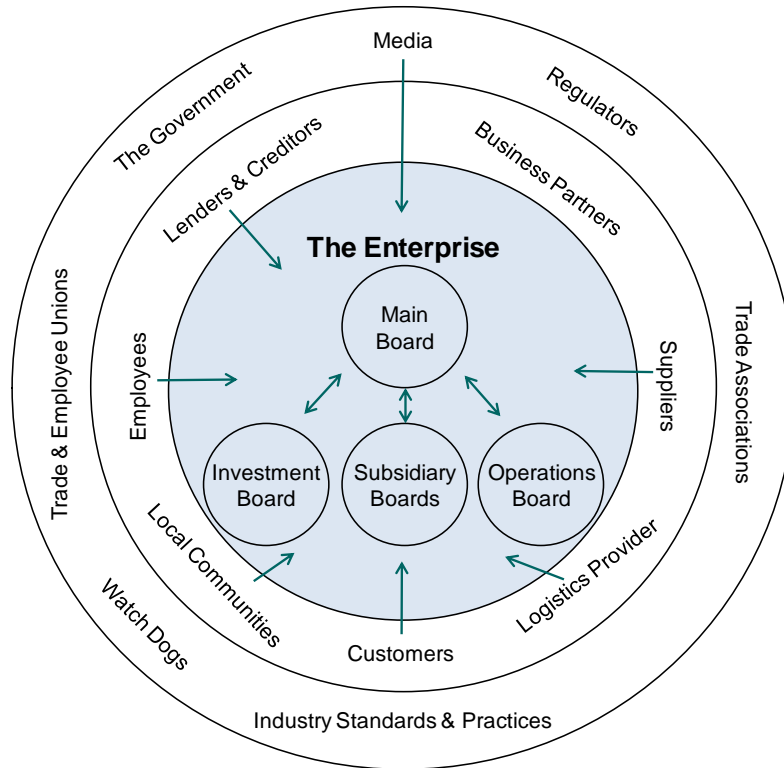 Media
The Government
Regulators
Lenders & Creditors
Business Partners
The Enterprise
Main
Board
Trade & Employee Unions
Employees
Suppliers
Trade Associations
Investment
Board
Subsidiary
Boards
Operations
Board
Local Communities
Logistics Provider
Watch Dogs
Customers
Industry Standards & Practices